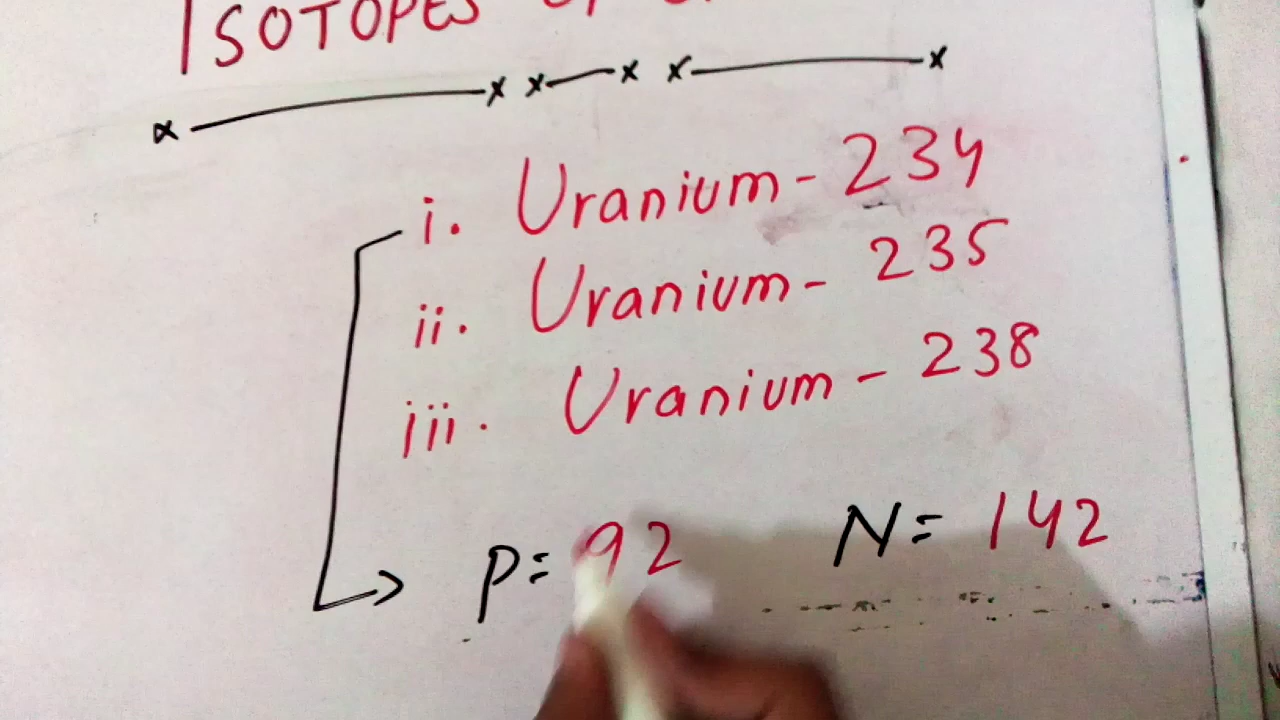 ISOTOPES
i. Uranium - 234
ii. Uranium - 235
iii. Uranium - 238
P = 92 N = 142